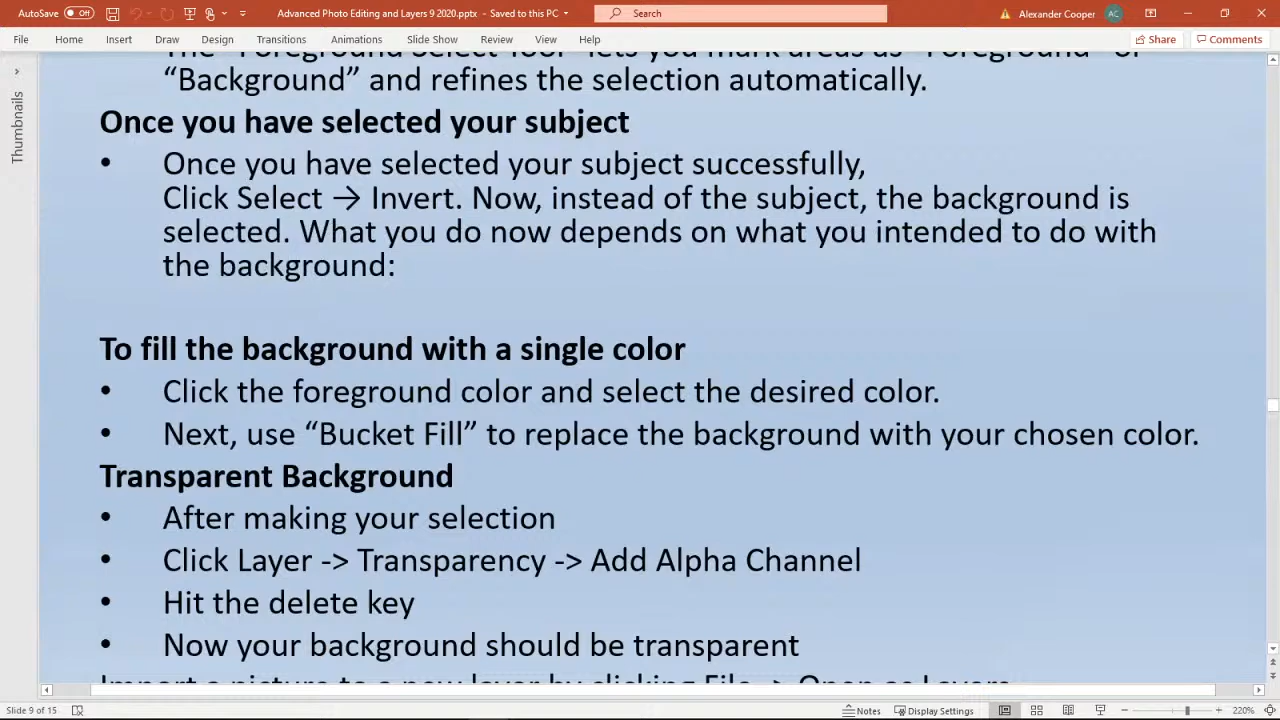 AutoSave Off Advanced Photo Editing and Layers 9 2020.pptx - Saved to this PC Search Alexander Cooper AC
File Home Insert Draw Design Transitions Animations Slide Show Review View Help Share Comments
Thumbnails
The "Foreground Select Tool" lets you mark areas as "Foreground" or
“Background” and refines the selection automatically.
Once you have selected your subject
• Once you have selected your subject successfully,
Click Select → Invert. Now, instead of the subject, the background is
selected. What you do now depends on what you intended to do with
the background:
To fill the background with a single color
• Click the foreground color and select the desired color.
• Next, use “Bucket Fill” to replace the background with your chosen color.
Transparent Background
• After making your selection
• Click Layer -> Transparency -> Add Alpha Channel
• Hit the delete key
• Now your background should be transparent
Import a picture to a new layer by clicking File -> Open as Layers
Slide 9 of 15 Notes Display Settings 220%